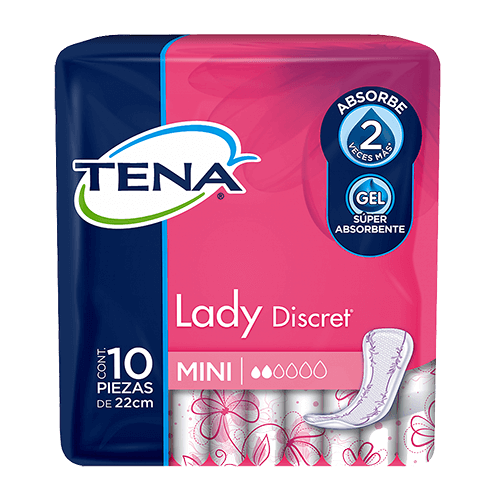 TENA®
ABSORBE
2
VECES MÁS*
GEL
SÚPER
ABSORBENTE
Lady Discret®
CONT. 10
PIEZAS
DE 22cm
MINI